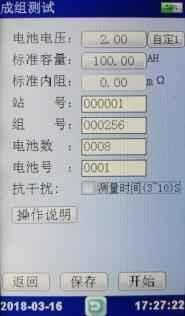 成组测试
电池电压: 2.00 自定1
标准容量: 100.00 AH
标准内阻: 0.00 mΩ
站 号: 000001
组 号: 000256
电池数 : 0008
电池号 : 0001
抗干扰: 测量时间(3~10)S
操作说明
返回 保存 开始
2018-03-16 17:27:22